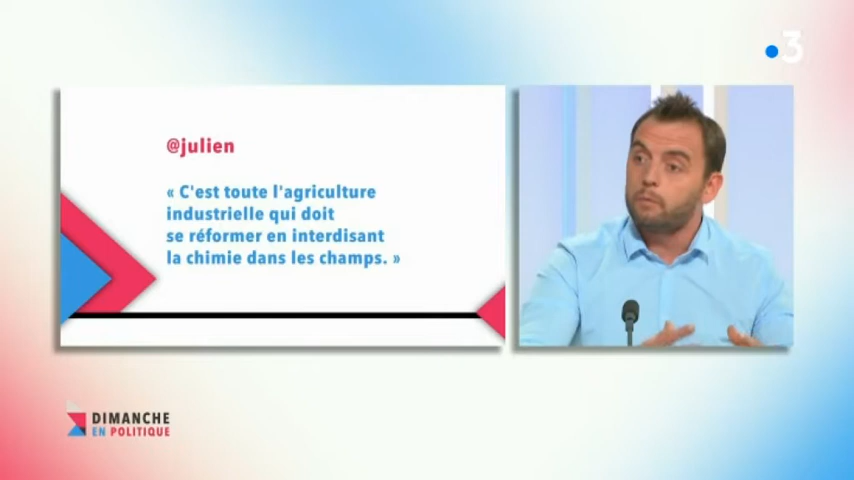 3
@julien
« C'est toute l'agriculture
industrielle qui doit
se réformer en interdisant
la chimie dans les champs. »
DIMANCHE
EN POLITIQUE